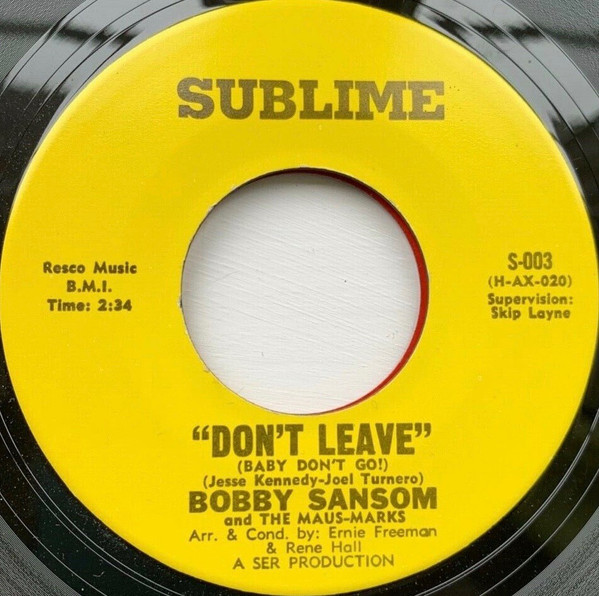 SUBLIME
Resco Music
B.M.I.
Time: 2:34
S-003
(H-AX-020)
Supervision:
Skip Layne
"DON'T LEAVE"
(BABY DON'T GO!)
(Jesse Kennedy-Joel Turnero)
BOBBY SANSOM
and THE MAUS-MARKS
Arr. & Cond. by: Ernie Freeman
& Rene Hall
A SER PRODUCTION